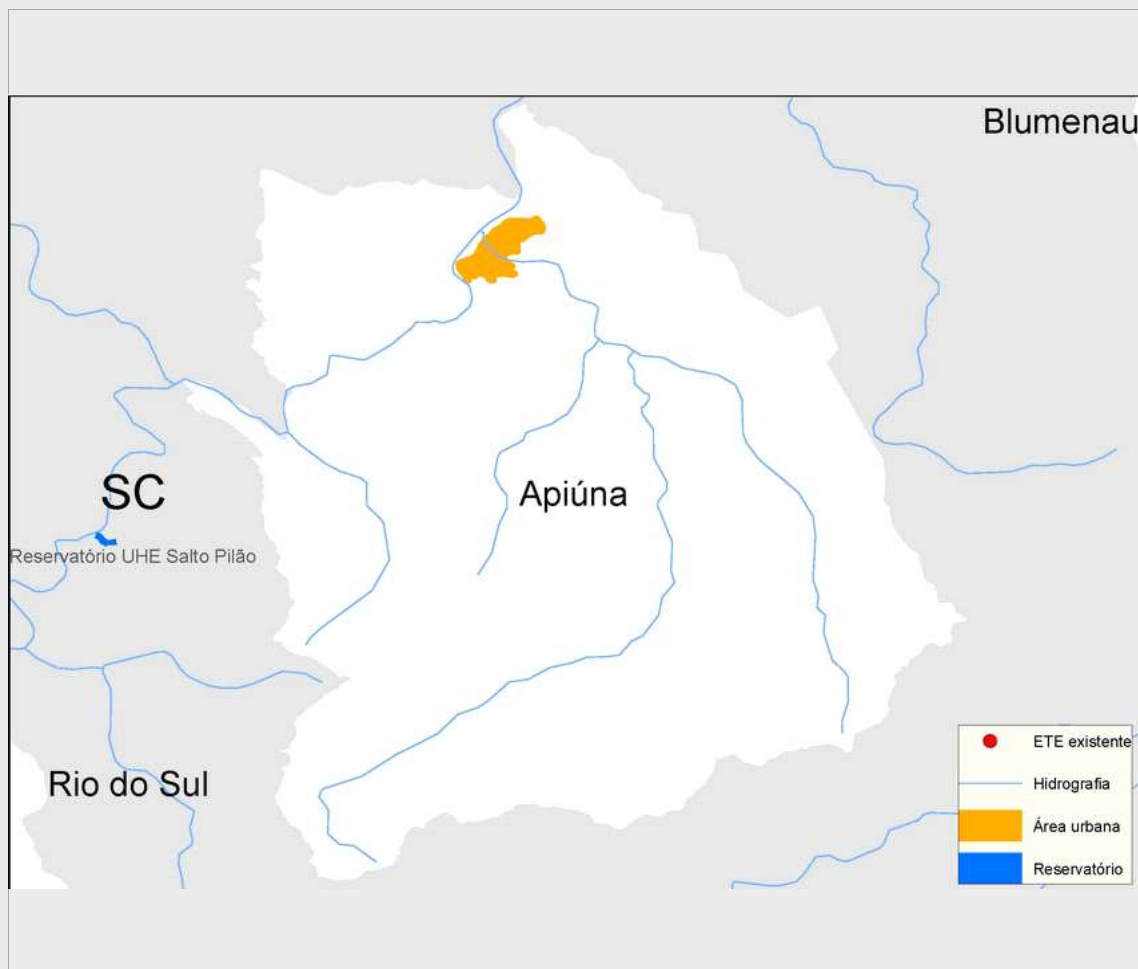 Blumenau
SC
Apiúna
Reservatório UHE Salto Pilão
Rio do Sul
ETE existente
Hidrografia
Área urbana
Reservatório